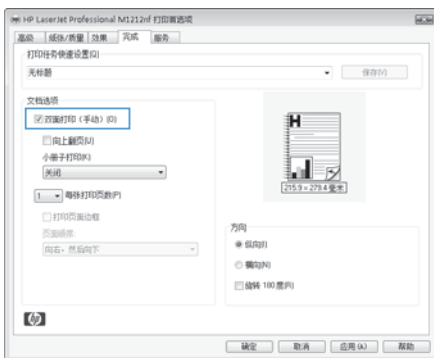 HP LaserJet Professional M1212nf 打印首选项
高级 纸张/质量 效果 完成 服务
打印任务快速设置(Q)
无标题
保存(V)
文档选项
双面打印（手动）(O)
向上翻页(U)
小册子打印(K)
关闭
1 每张打印页数(P)
打印页面边框
页面顺序:
向右，然后向下
215.9 × 279.4 毫米
方向
纵向(I)
横向(N)
旋转 180 度(R)
hp
确定 取消 应用(A) 帮助